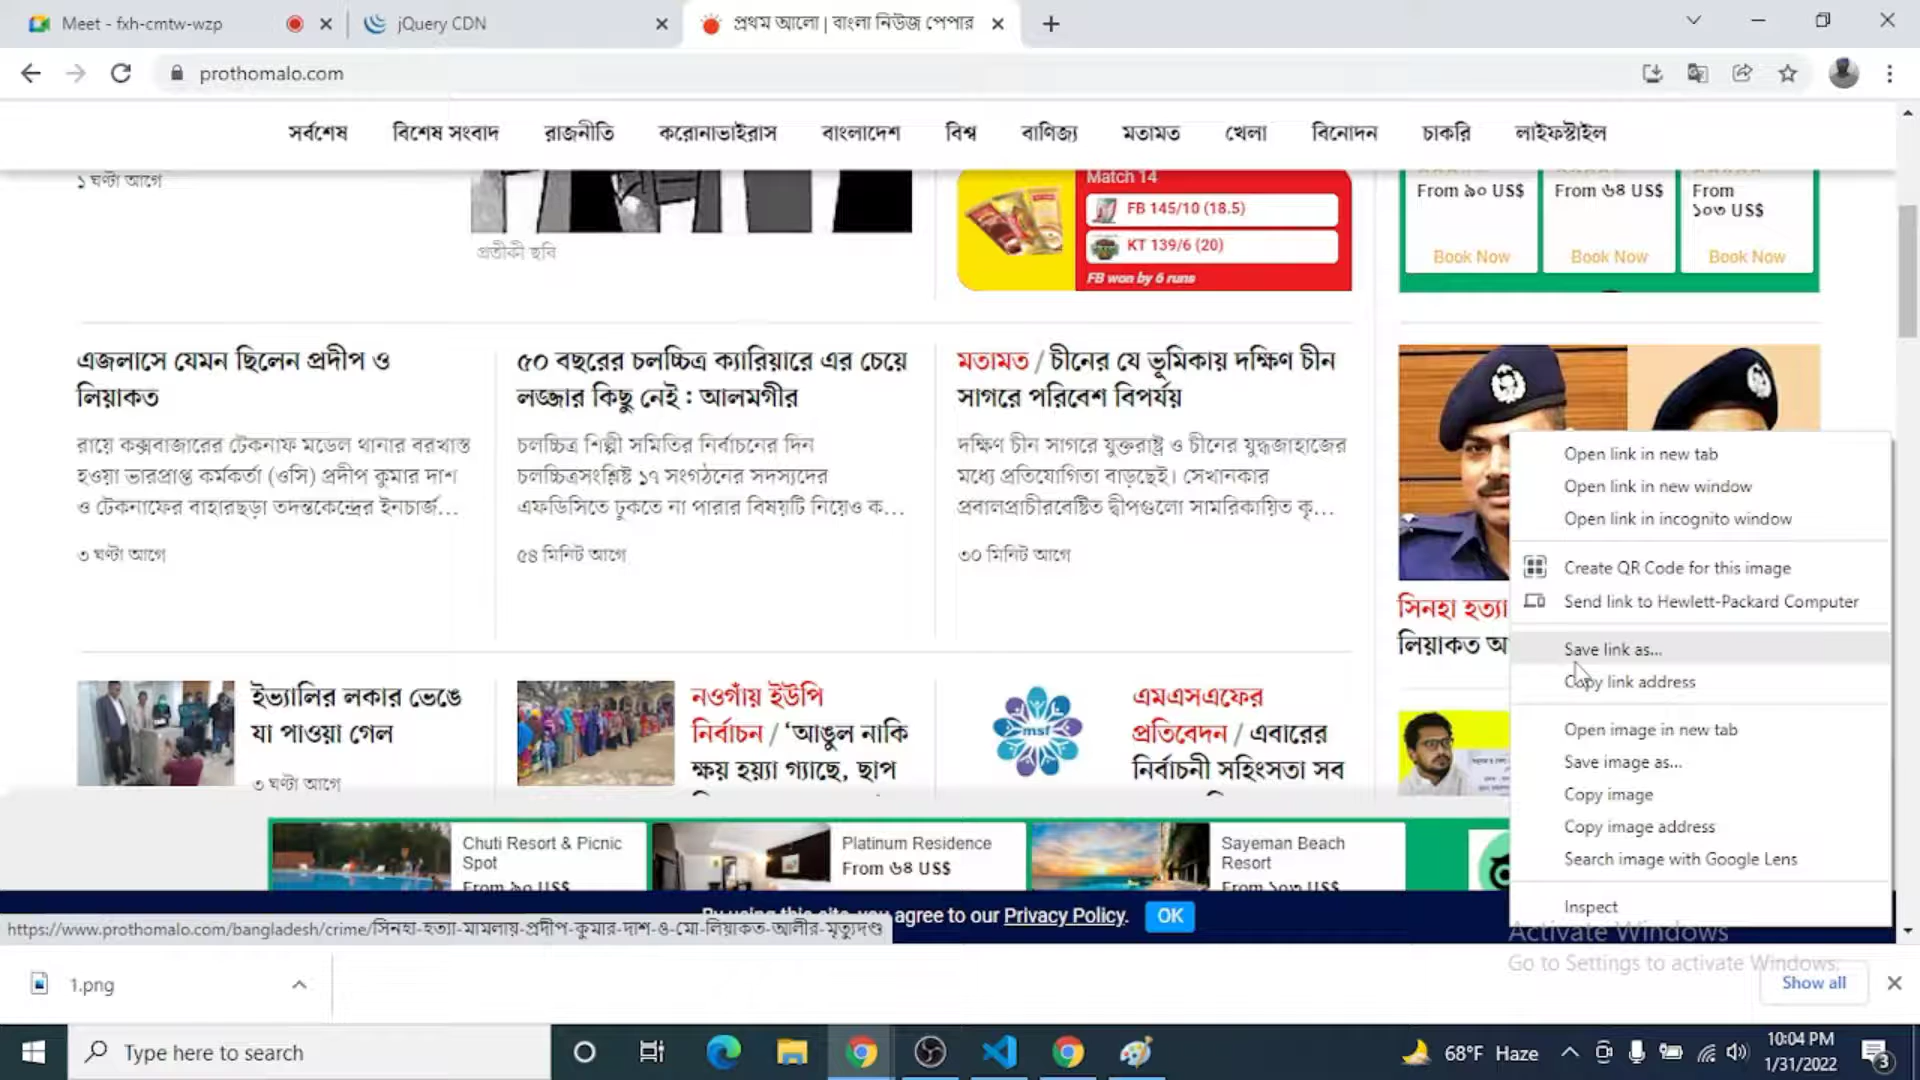 Meet - fxh-cmtw-wzp
jQuery CDN
প্রথম আলো | বাংলা নিউজ পেপার
prothomalo.com
সর্বশেষ
বিশেষ সংবাদ
রাজনীতি
করোনাভাইরাস
বাংলাদেশ
বিশ্ব
বাণিজ্য
মতামত
খেলা
বিনোদন
চাকরি
লাইফস্টাইল
১ ঘণ্টা আগে
প্রতীকী ছবি
Match 14
FB 145/10 (18.5)
KT 139/6 (20)
FB won by 6 runs
From ৯০ US$
Book Now
From ৬৪ US$
Book Now
From
১০৩ US$
Book Now
এজলাসে যেমন ছিলেন প্রদীপ ও
লিয়াকত
রায়ে কক্সবাজারের টেকনাফ মডেল থানার বরখাস্ত
হওয়া ভারপ্রাপ্ত কর্মকর্তা (ওসি) প্রদীপ কুমার দাশ
ও টেকনাফের বাহারছড়া তদন্তকেন্দ্রের ইনচার্জ...
৩ ঘণ্টা আগে
৫০ বছরের চলচ্চিত্র ক্যারিয়ারে এর চেয়ে
লজ্জার কিছু নেই : আলমগীর
চলচ্চিত্র শিল্পী সমিতির নির্বাচনের দিন
চলচ্চিত্রসংশ্লিষ্ট ১৭ সংগঠনের সদস্যদের
এফডিসিতে ঢুকতে না পারার বিষয়টি নিয়েও ক...
৫৪ মিনিট আগে
মতামত / চীনের যে ভূমিকায় দক্ষিণ চীন
সাগরে পরিবেশ বিপর্যয়
দক্ষিণ চীন সাগরে যুক্তরাষ্ট্র ও চীনের যুদ্ধজাহাজের
মধ্যে প্রতিযোগিতা বাড়ছেই। সেখানকার
প্রবালপ্রাচীরবেষ্টিত দ্বীপগুলো সামরিকায়িত কৃ...
৩০ মিনিট আগে
সিনহা হত্যা
লিয়াকত আ
Open link in new tab
Open link in new window
Open link in incognito window
Create QR Code for this image
Send link to Hewlett-Packard Computer
Save link as...
Copy link address
Open image in new tab
Save image as...
Copy image
Copy image address
Search image with Google Lens
Inspect
ইভ্যালির লকার ভেঙে
যা পাওয়া গেল
৩ ঘণ্টা আগে
নওগাঁয় ইউপি
নির্বাচন / ‘আঙুল নাকি
ক্ষয় হয়্যা গ্যাছে, ছাপ
msf
এমএসএফের
প্রতিবেদন / এবারের
নির্বাচনী সহিংসতা সব
Chuti Resort & Picnic
Spot
From ৯০ US$
Platinum Residence
From ৬৪ US$
Sayeman Beach
Resort
From ১০৩ US$
By using this site, you agree to our Privacy Policy.
OK
https://www.prothomalo.com/bangladesh/crime/সিনহা-হত্যা-মামলায়-প্রদীপ-কুমার-দাশ-ও-মো-লিয়াকত-আলীর-মৃত্যুদণ্ড
Activate Windows
Go to Settings to activate Windows.
1.png
Show all
Type here to search
68°F Haze
10:04 PM
1/31/2022
3